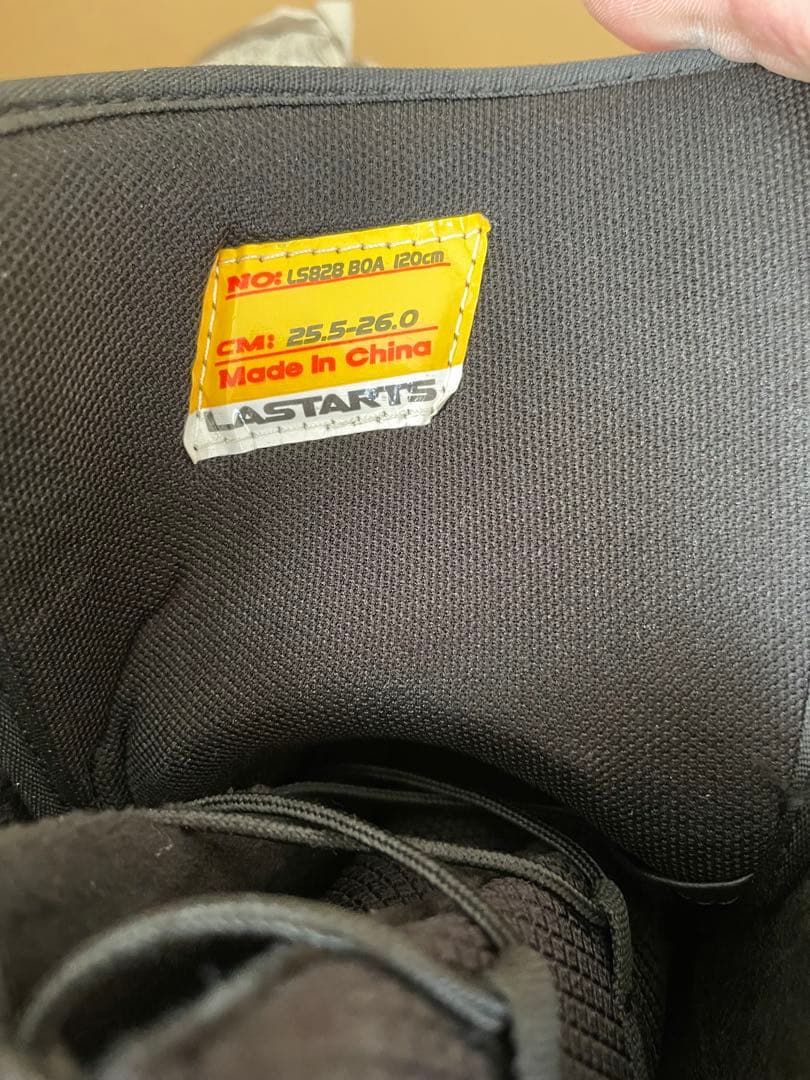 NO: LS828 BOA 120cm
CM: 25.5-26.0
Made In China
LASTARTS